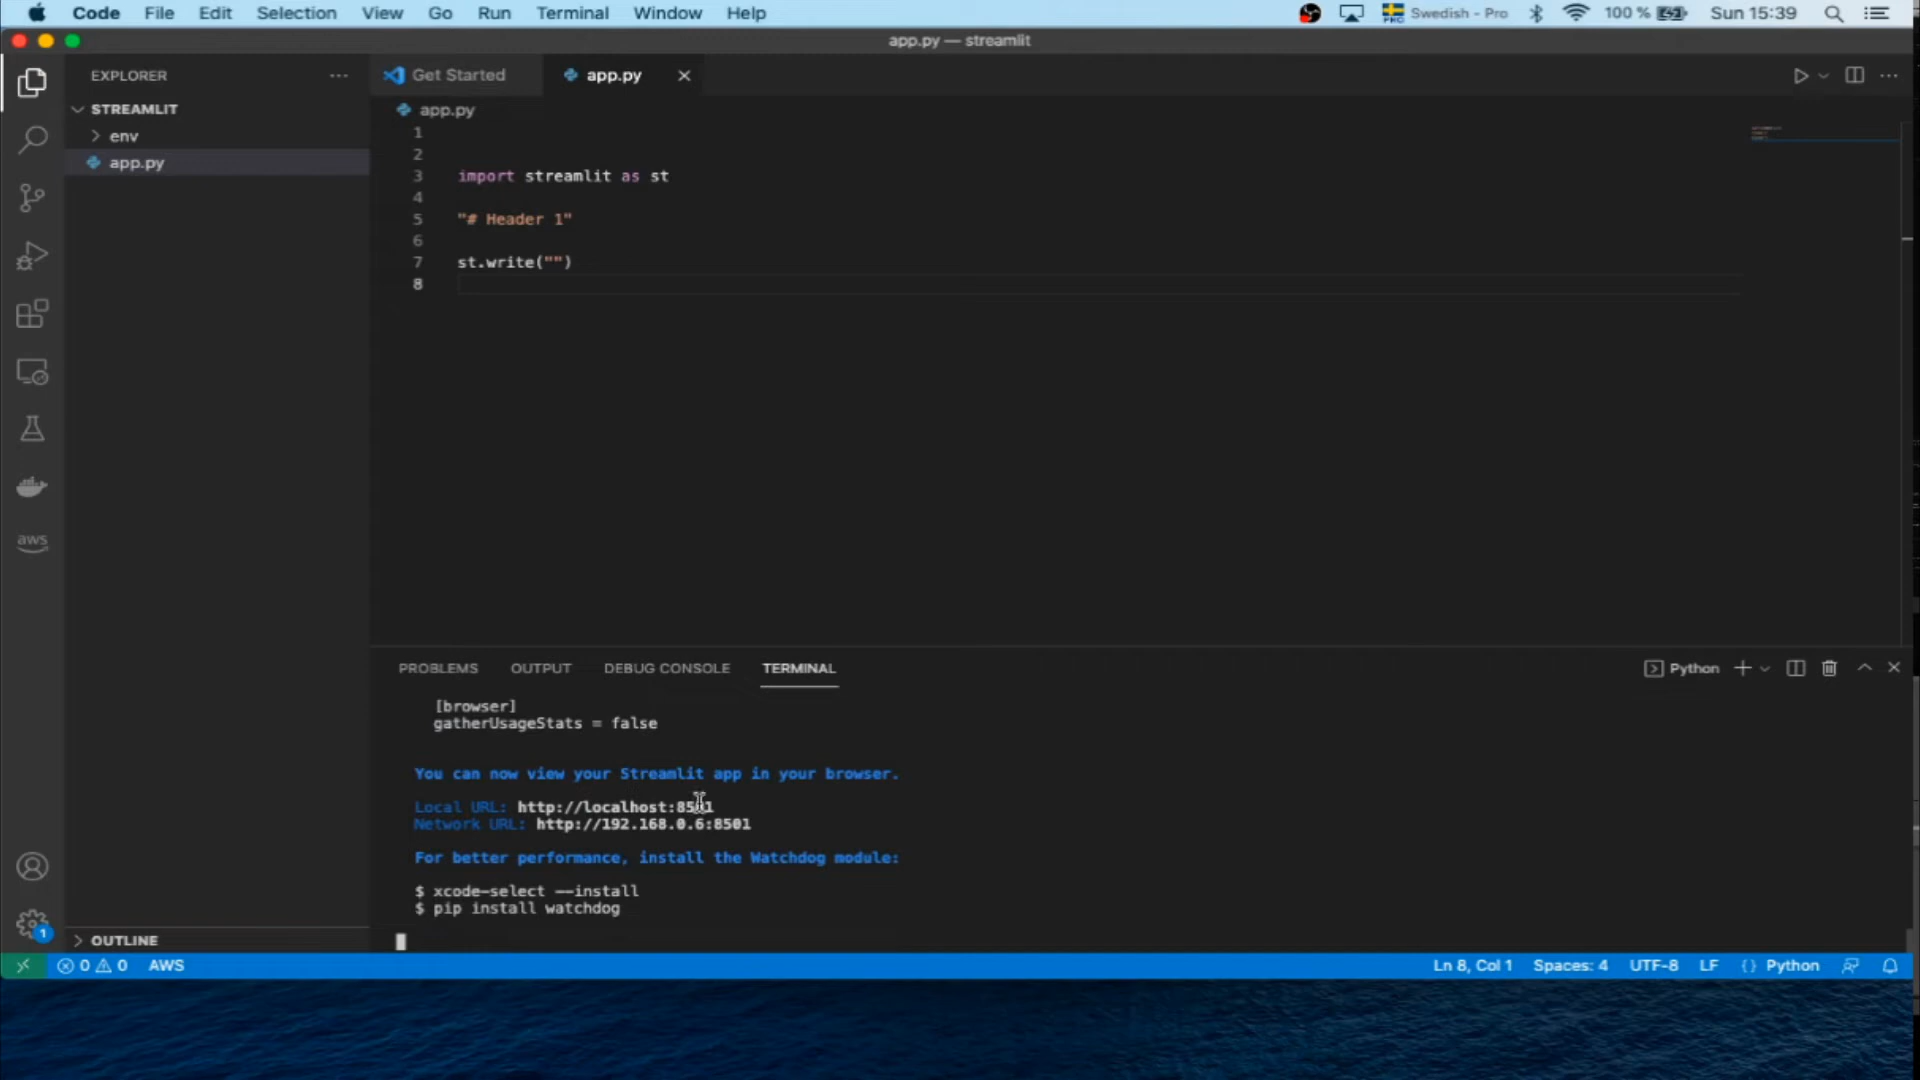 Code File Edit Selection View Go Run Terminal Window Help
PRO Swedish - Pro 100 % Sun 15:39
app.py — streamlit
EXPLORER
STREAMLIT
env
app.py
OUTLINE
Get Started app.py
app.py
1
2
3 import streamlit as st
4
5 "# Header 1"
6
7 st.write("")
8
aws
1
PROBLEMS OUTPUT DEBUG CONSOLE TERMINAL
Python
[browser]
gatherUsageStats = false
You can now view your Streamlit app in your browser.
Local URL: http://localhost:8501
Network URL: http://192.168.0.6:8501
For better performance, install the Watchdog module:
$ xcode-select --install
$ pip install watchdog
0 0 AWS
Ln 8, Col 1 Spaces: 4 UTF-8 LF {} Python